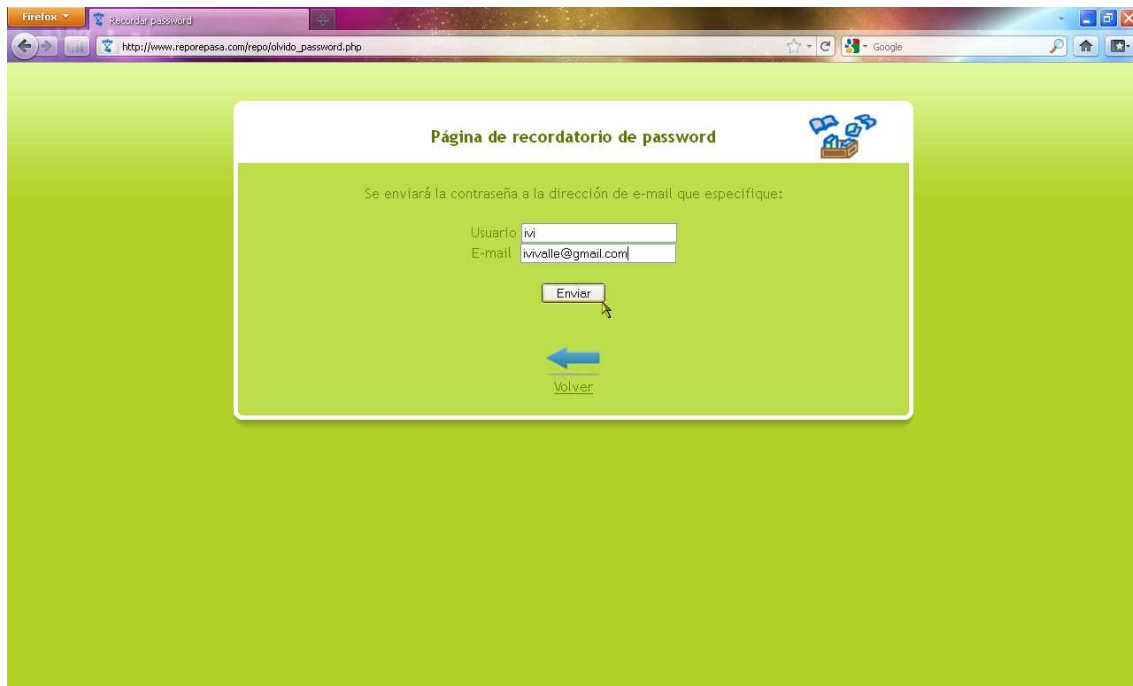 Firefox
Recordar password
http://www.reporepasa.com/repo/olvido_password.php
Google
Página de recordatorio de password
Se enviará la contraseña a la dirección de e-mail que especifique:
Usuario ivi
E-mail ivivalle@gmail.com
Enviar
Volver